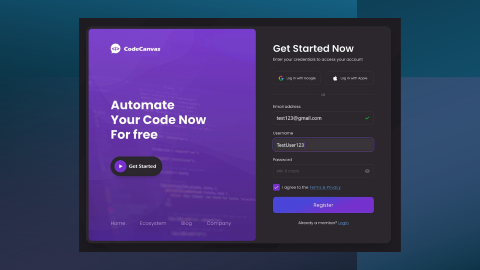 CodeCanvas
Automate
Your Code Now
For free
Get Started
Home Ecosystem Blog Company
Get Started Now
Enter your credentials to access your account
Log in with Google
Log in with Apple
or
Email address
test123@gmail.com
Username
TestUser123
Password
I agree to the Terms & Privacy
Register
Already a member? Login